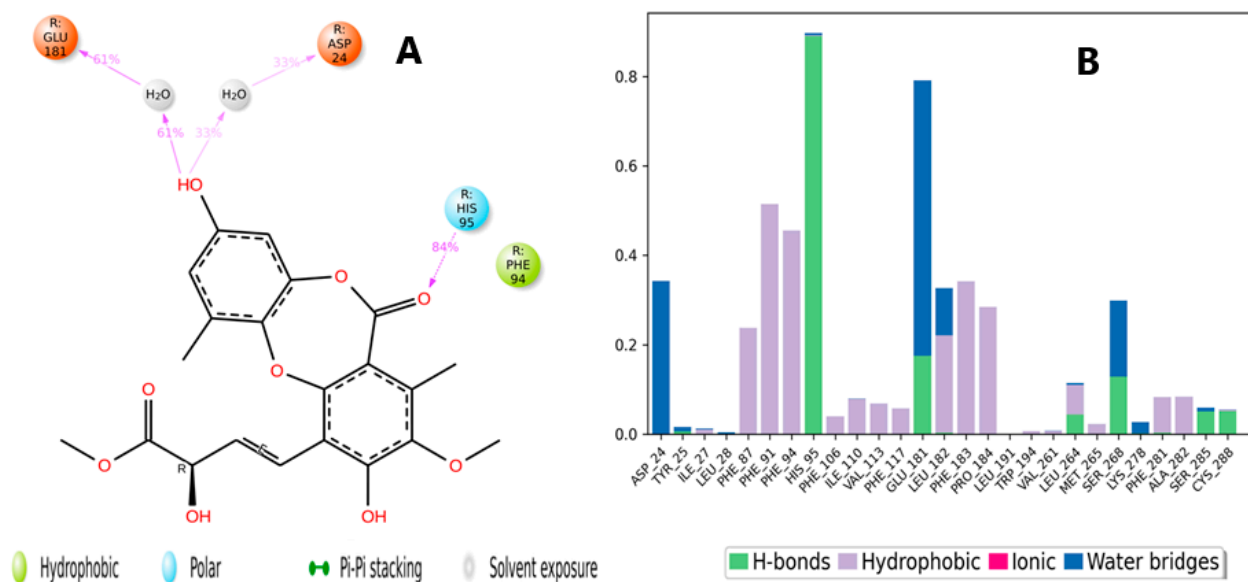 A
R:
GLU
181
R:
ASP
24
61%
33%
H₂O
H₂O
61%
33%
HO
R:
HIS
95
84%
R:
PHE
94
O
O
O
O
O
R
E
OH
OH
O
Hydrophobic
Polar
Pi-Pi stacking
Solvent exposure
B
0.8
0.6
0.4
0.2
0.0
ASP_24
TYR_25
ILE_27
LEU_28
PHE_87
PHE_91
PHE_94
HIS_95
PHE_106
ILE_110
VAL_113
PHE_117
GLU_181
LEU_182
PHE_183
PRO_184
LEU_191
TRP_194
VAL_261
LEU_264
MET_265
SER_268
LYS_278
PHE_281
ALA_282
SER_285
CYS_288
H-bonds
Hydrophobic
Ionic
Water bridges